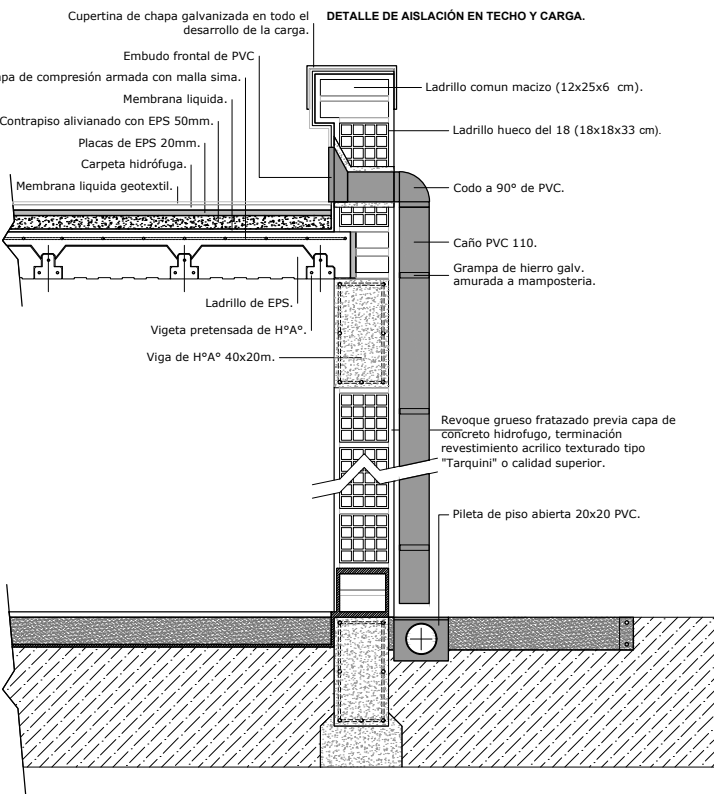 DETALLE DE AISLACIÓN EN TECHO Y CARGA.
Cupertina de chapa galvanizada en todo el
desarrollo de la carga.
Embudo frontal de PVC
pa de compresión armada con malla sima.
Membrana liquida.
Contrapiso alivianado con EPS 50mm.
Placas de EPS 20mm.
Carpeta hidrófuga.
Membrana liquida geotextil.
Ladrillo de EPS.
Vigeta pretensada de H°A°.
Viga de H°A° 40x20m.
Ladrillo comun macizo (12x25x6 cm).
Ladrillo hueco del 18 (18x18x33 cm).
Codo a 90° de PVC.
Caño PVC 110.
Grampa de hierro galv.
amurada a mamposteria.
Revoque grueso fratazado previa capa de
concreto hidrofugo, terminación
revestimiento acrilico texturado tipo
"Tarquini" o calidad superior.
Pileta de piso abierta 20x20 PVC.